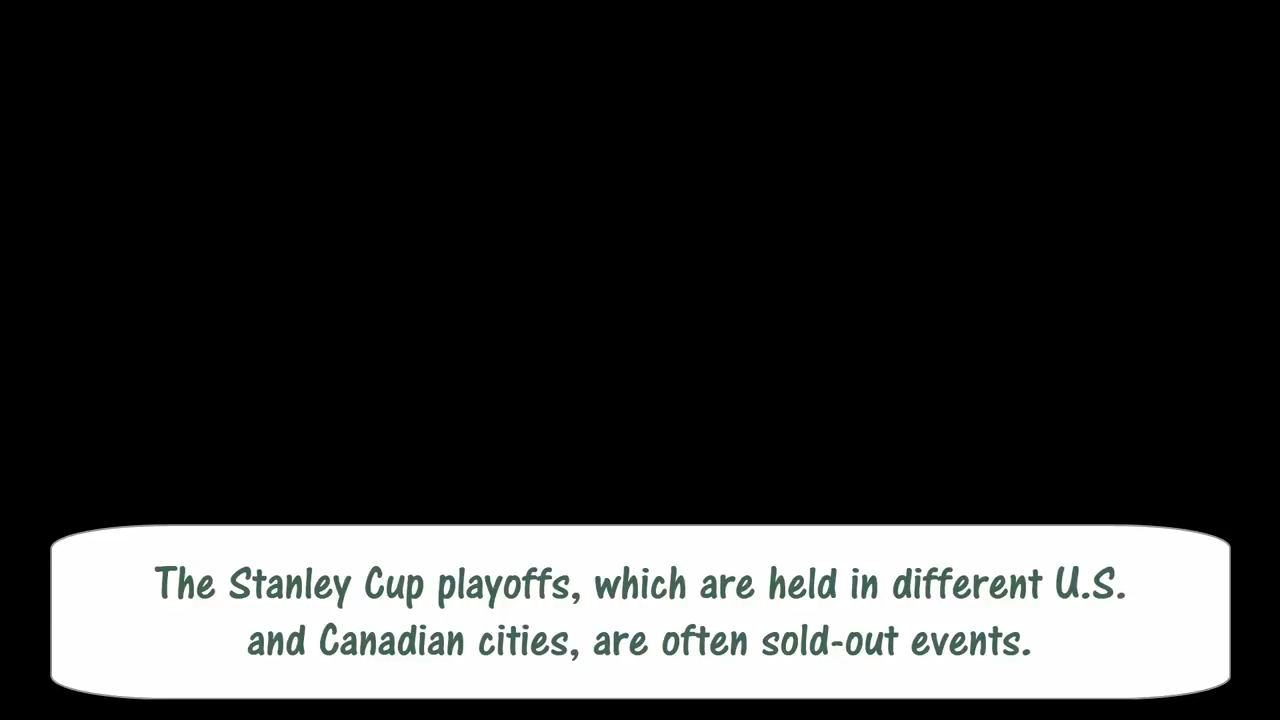 The Stanley Cup playoffs, which are held in different U.S.
and Canadian cities, are often sold-out events.